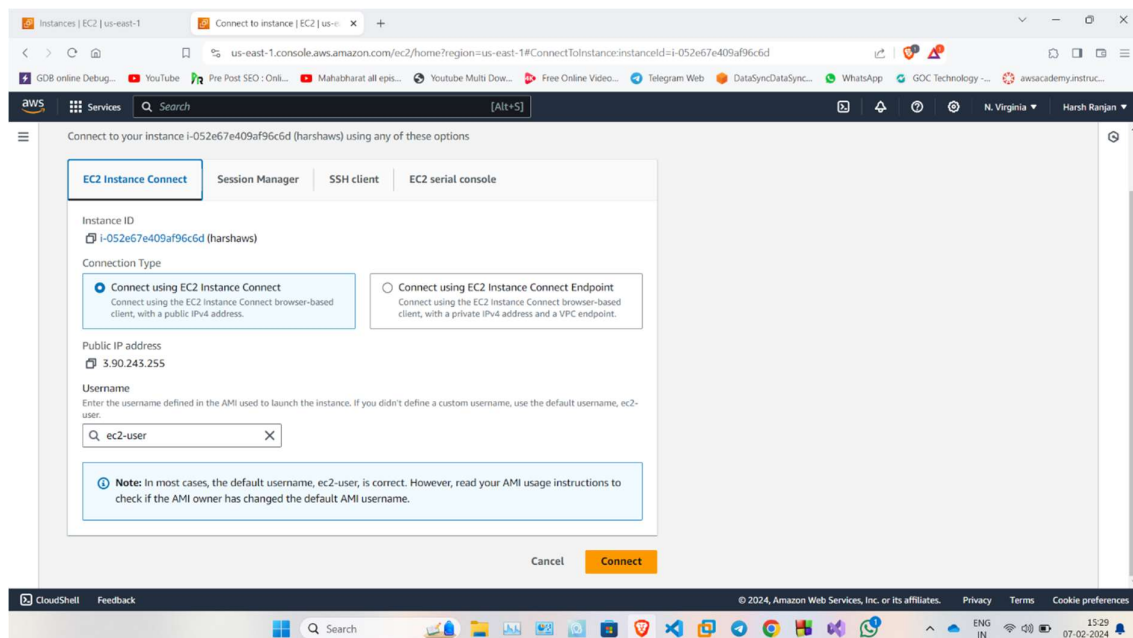 Instances | EC2 | us-east-1
Connect to instance | EC2 | us-e
us-east-1.console.aws.amazon.com/ec2/home?region=us-east-1#ConnectToInstance:instanceId=i-052e67e409af96c6d
GDB online Debug... YouTube Pre Post SEO : Onli... Mahabharat all epis... Youtube Multi Dow... Free Online Video... Telegram Web DataSyncDataSync... WhatsApp GOC Technology -... awsacademy.instruc...
aws Services Search [Alt+S] N. Virginia Harsh Ranjan
Connect to your instance i-052e67e409af96c6d (harshaws) using any of these options
EC2 Instance Connect Session Manager SSH client EC2 serial console
Instance ID
i-052e67e409af96c6d (harshaws)
Connection Type
Connect using EC2 Instance Connect
Connect using the EC2 Instance Connect browser-based
client, with a public IPv4 address.
Connect using EC2 Instance Connect Endpoint
Connect using the EC2 Instance Connect browser-based
client, with a private IPv4 address and a VPC endpoint.
Public IP address
3.90.243.255
Username
Enter the username defined in the AMI used to launch the instance. If you didn't define a custom username, use the default username, ec2-
user.
ec2-user
Note: In most cases, the default username, ec2-user, is correct. However, read your AMI usage instructions to
check if the AMI owner has changed the default AMI username.
Cancel Connect
CloudShell Feedback © 2024, Amazon Web Services, Inc. or its affiliates. Privacy Terms Cookie preferences
Search ENG 15:29
IN 07-02-2024